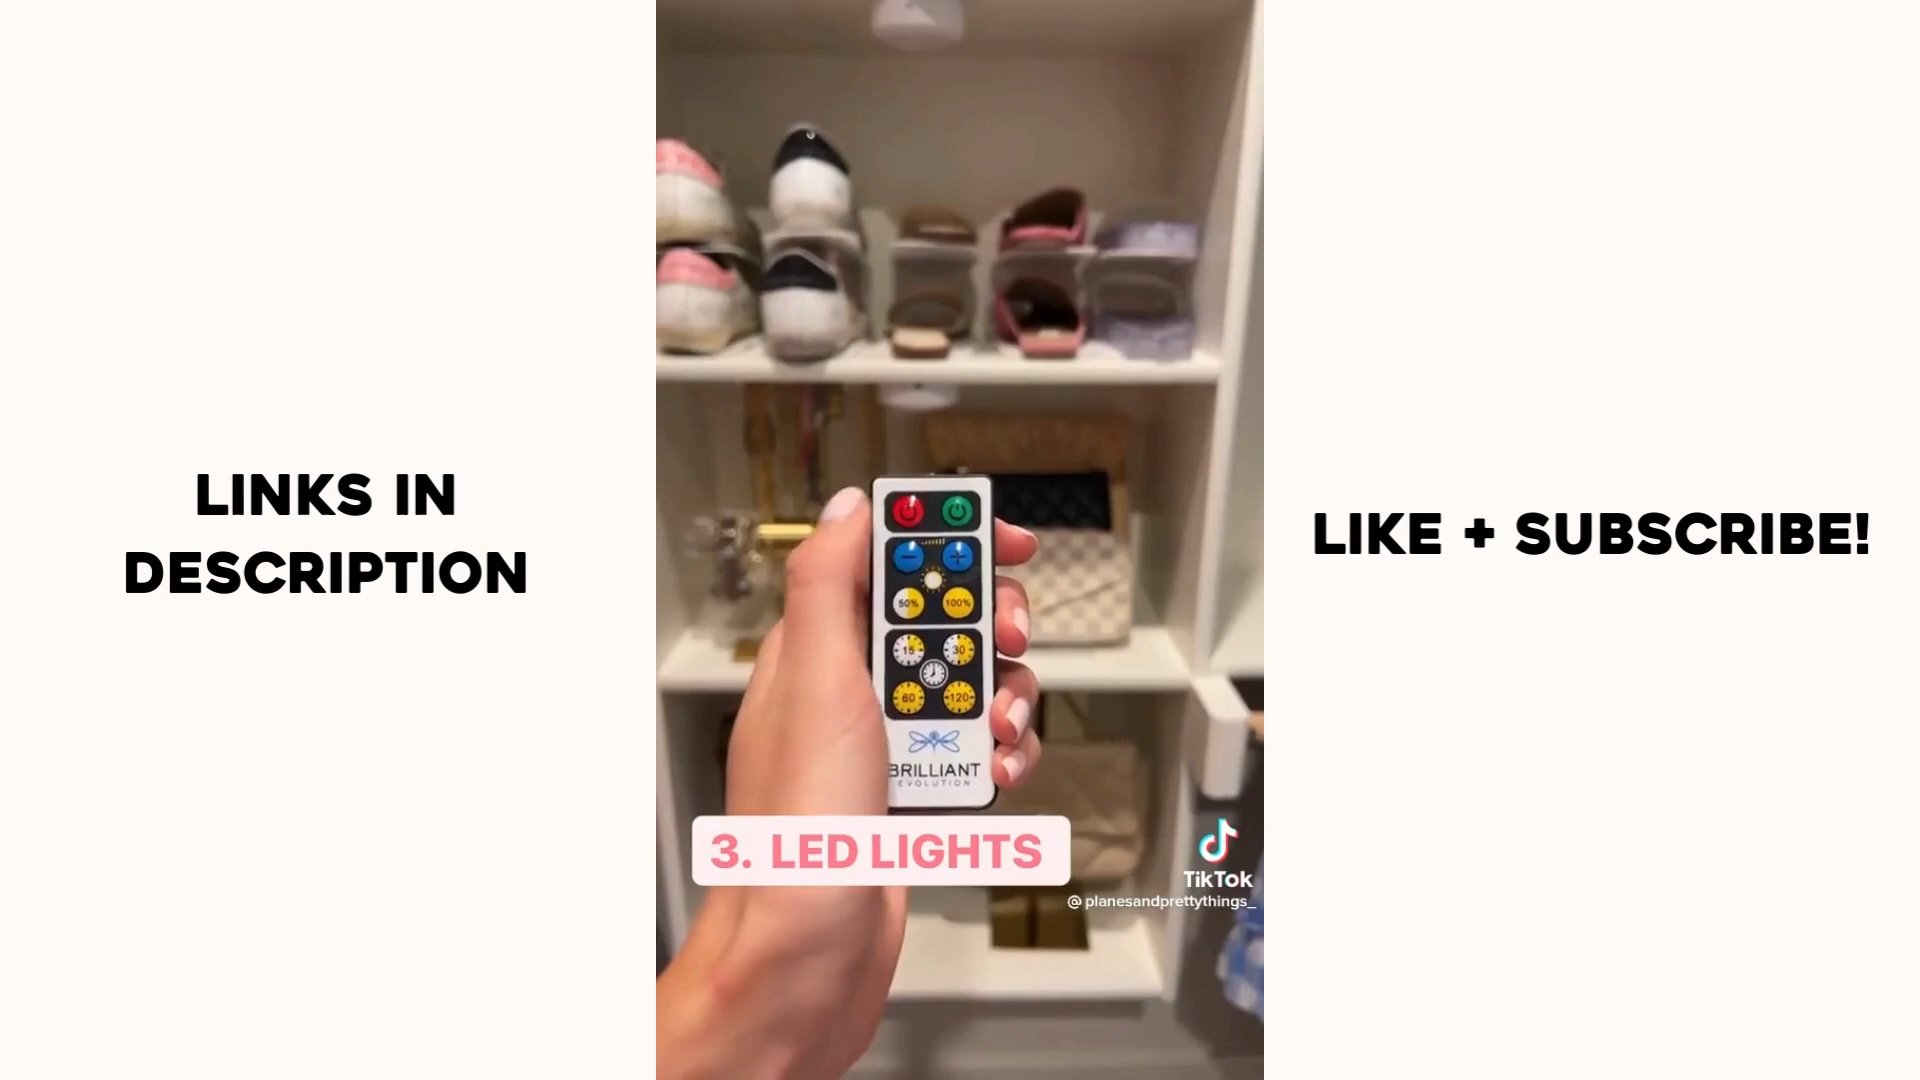 LINKS IN
DESCRIPTION
50%
100%
15
30
60
120
BRILLIANT
EVOLUTION
3. LED LIGHTS
TikTok
@planesandprettythings_
LIKE + SUBSCRIBE!